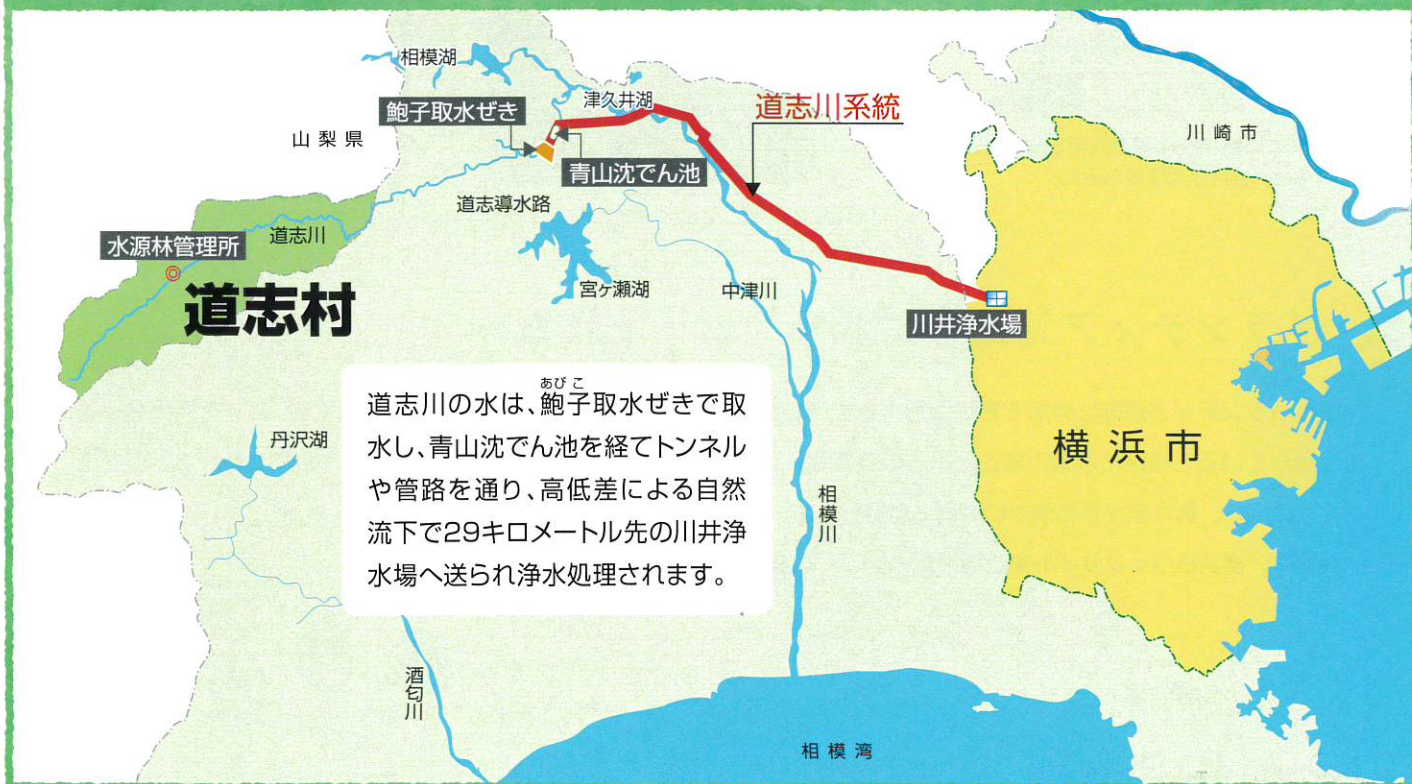 相模湖
鮑子取水ぜき
津久井湖
道志川系統
川崎市
山梨県
青山沈でん池
道志導水路
水源林管理所
道志川
道志村
宮ヶ瀬湖
中津川
川井浄水場
あびこ
道志川の水は、鮑子取水ぜきで取
水し、青山沈でん池を経てトンネル
や管路を通り、高低差による自然
流下で29キロメートル先の川井浄
水場へ送られ浄水処理されます。
丹沢湖
横浜市
相模川
酒匂川
相模湾